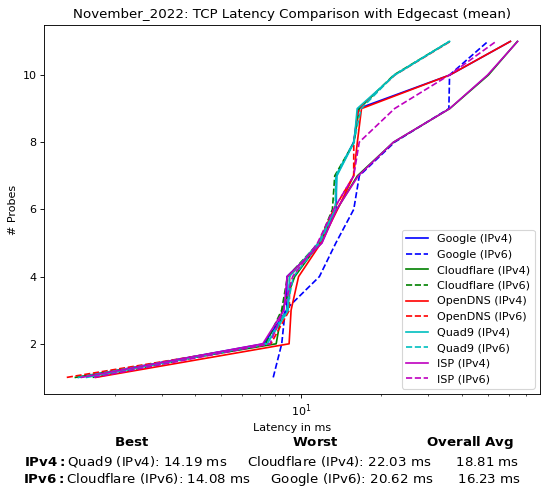 November_2022: TCP Latency Comparison with Edgecast (mean)
10
8
6
4
2
# Probes
Google (IPv4)
Google (IPv6)
Cloudflare (IPv4)
Cloudflare (IPv6)
OpenDNS (IPv4)
OpenDNS (IPv6)
Quad9 (IPv4)
Quad9 (IPv6)
ISP (IPv4)
ISP (IPv6)
10¹
Latency in ms
Best Worst Overall Avg
IPv4: Quad9 (IPv4): 14.19 ms Cloudflare (IPv4): 22.03 ms 18.81 ms
IPv6: Cloudflare (IPv6): 14.08 ms Google (IPv6): 20.62 ms 16.23 ms